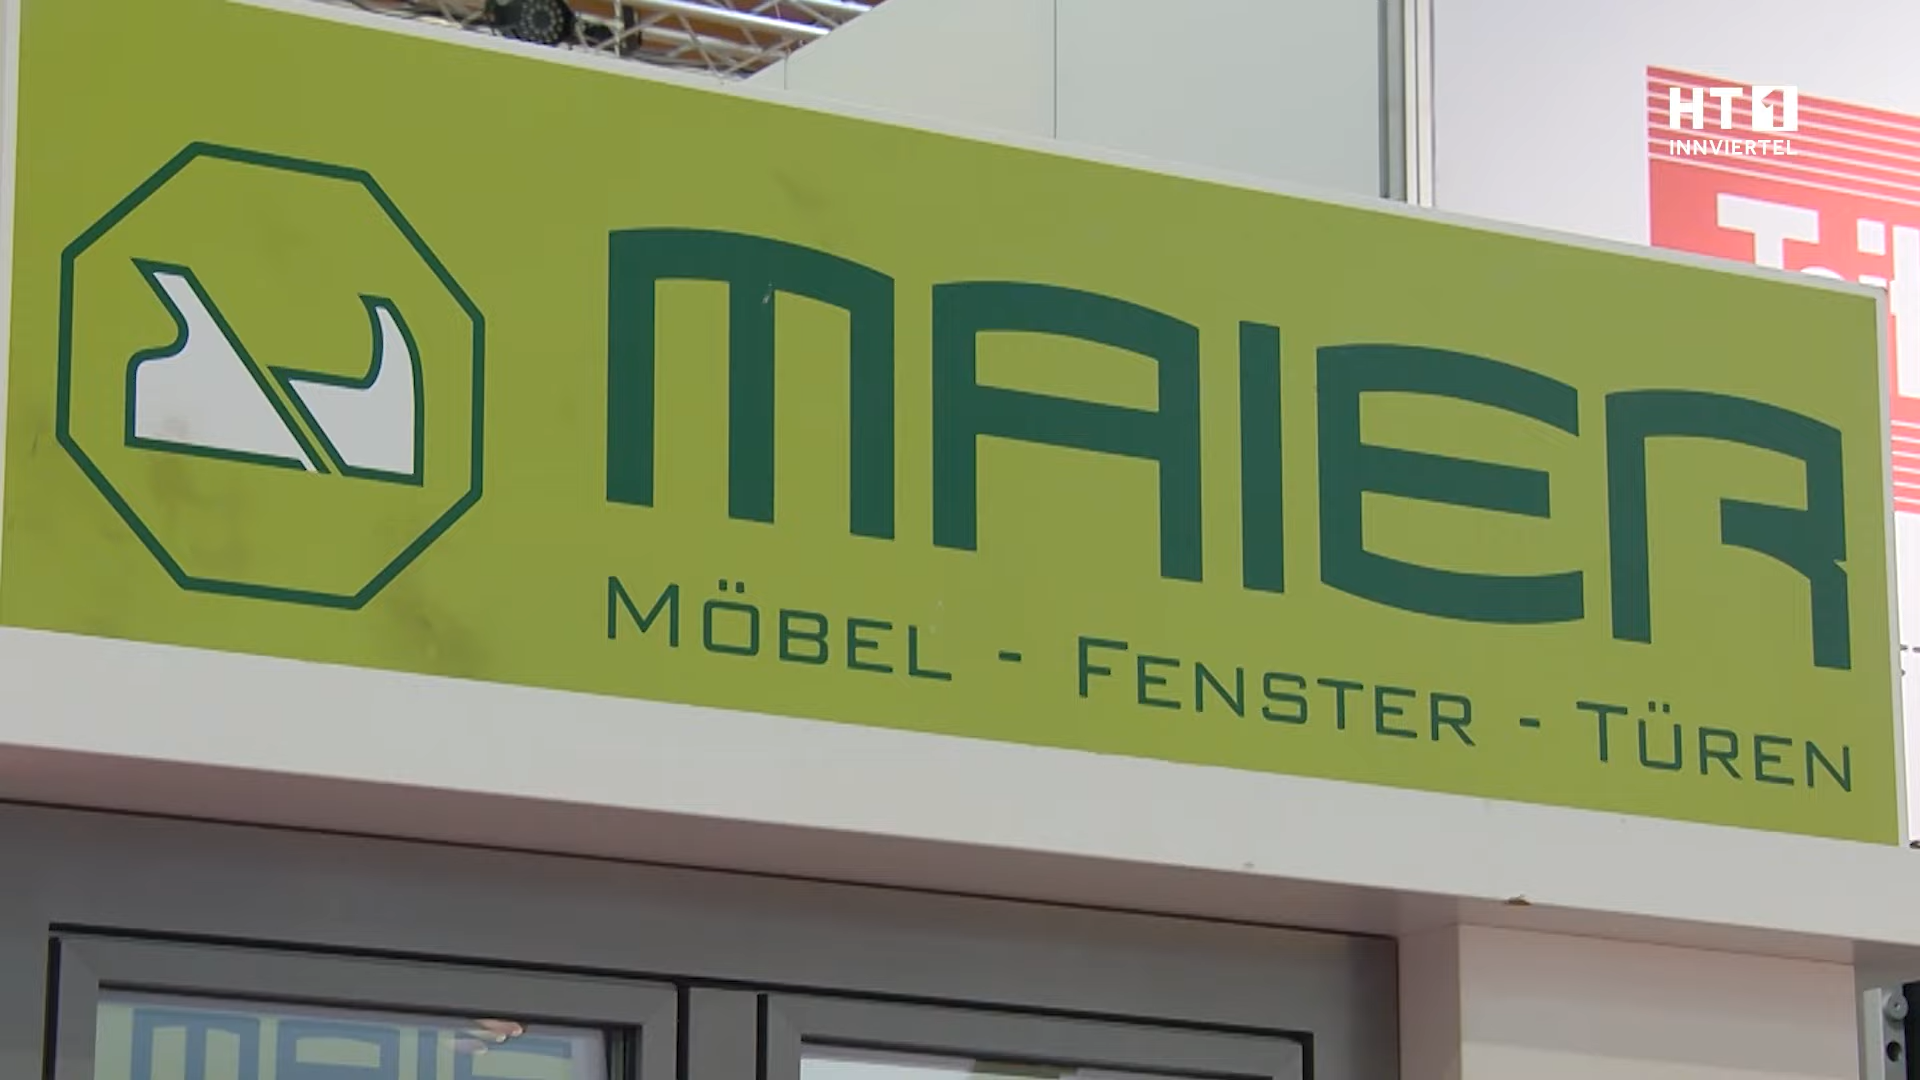 HT1
INNVIERTEL
MAIER
MÖBEL - FENSTER - TÜREN